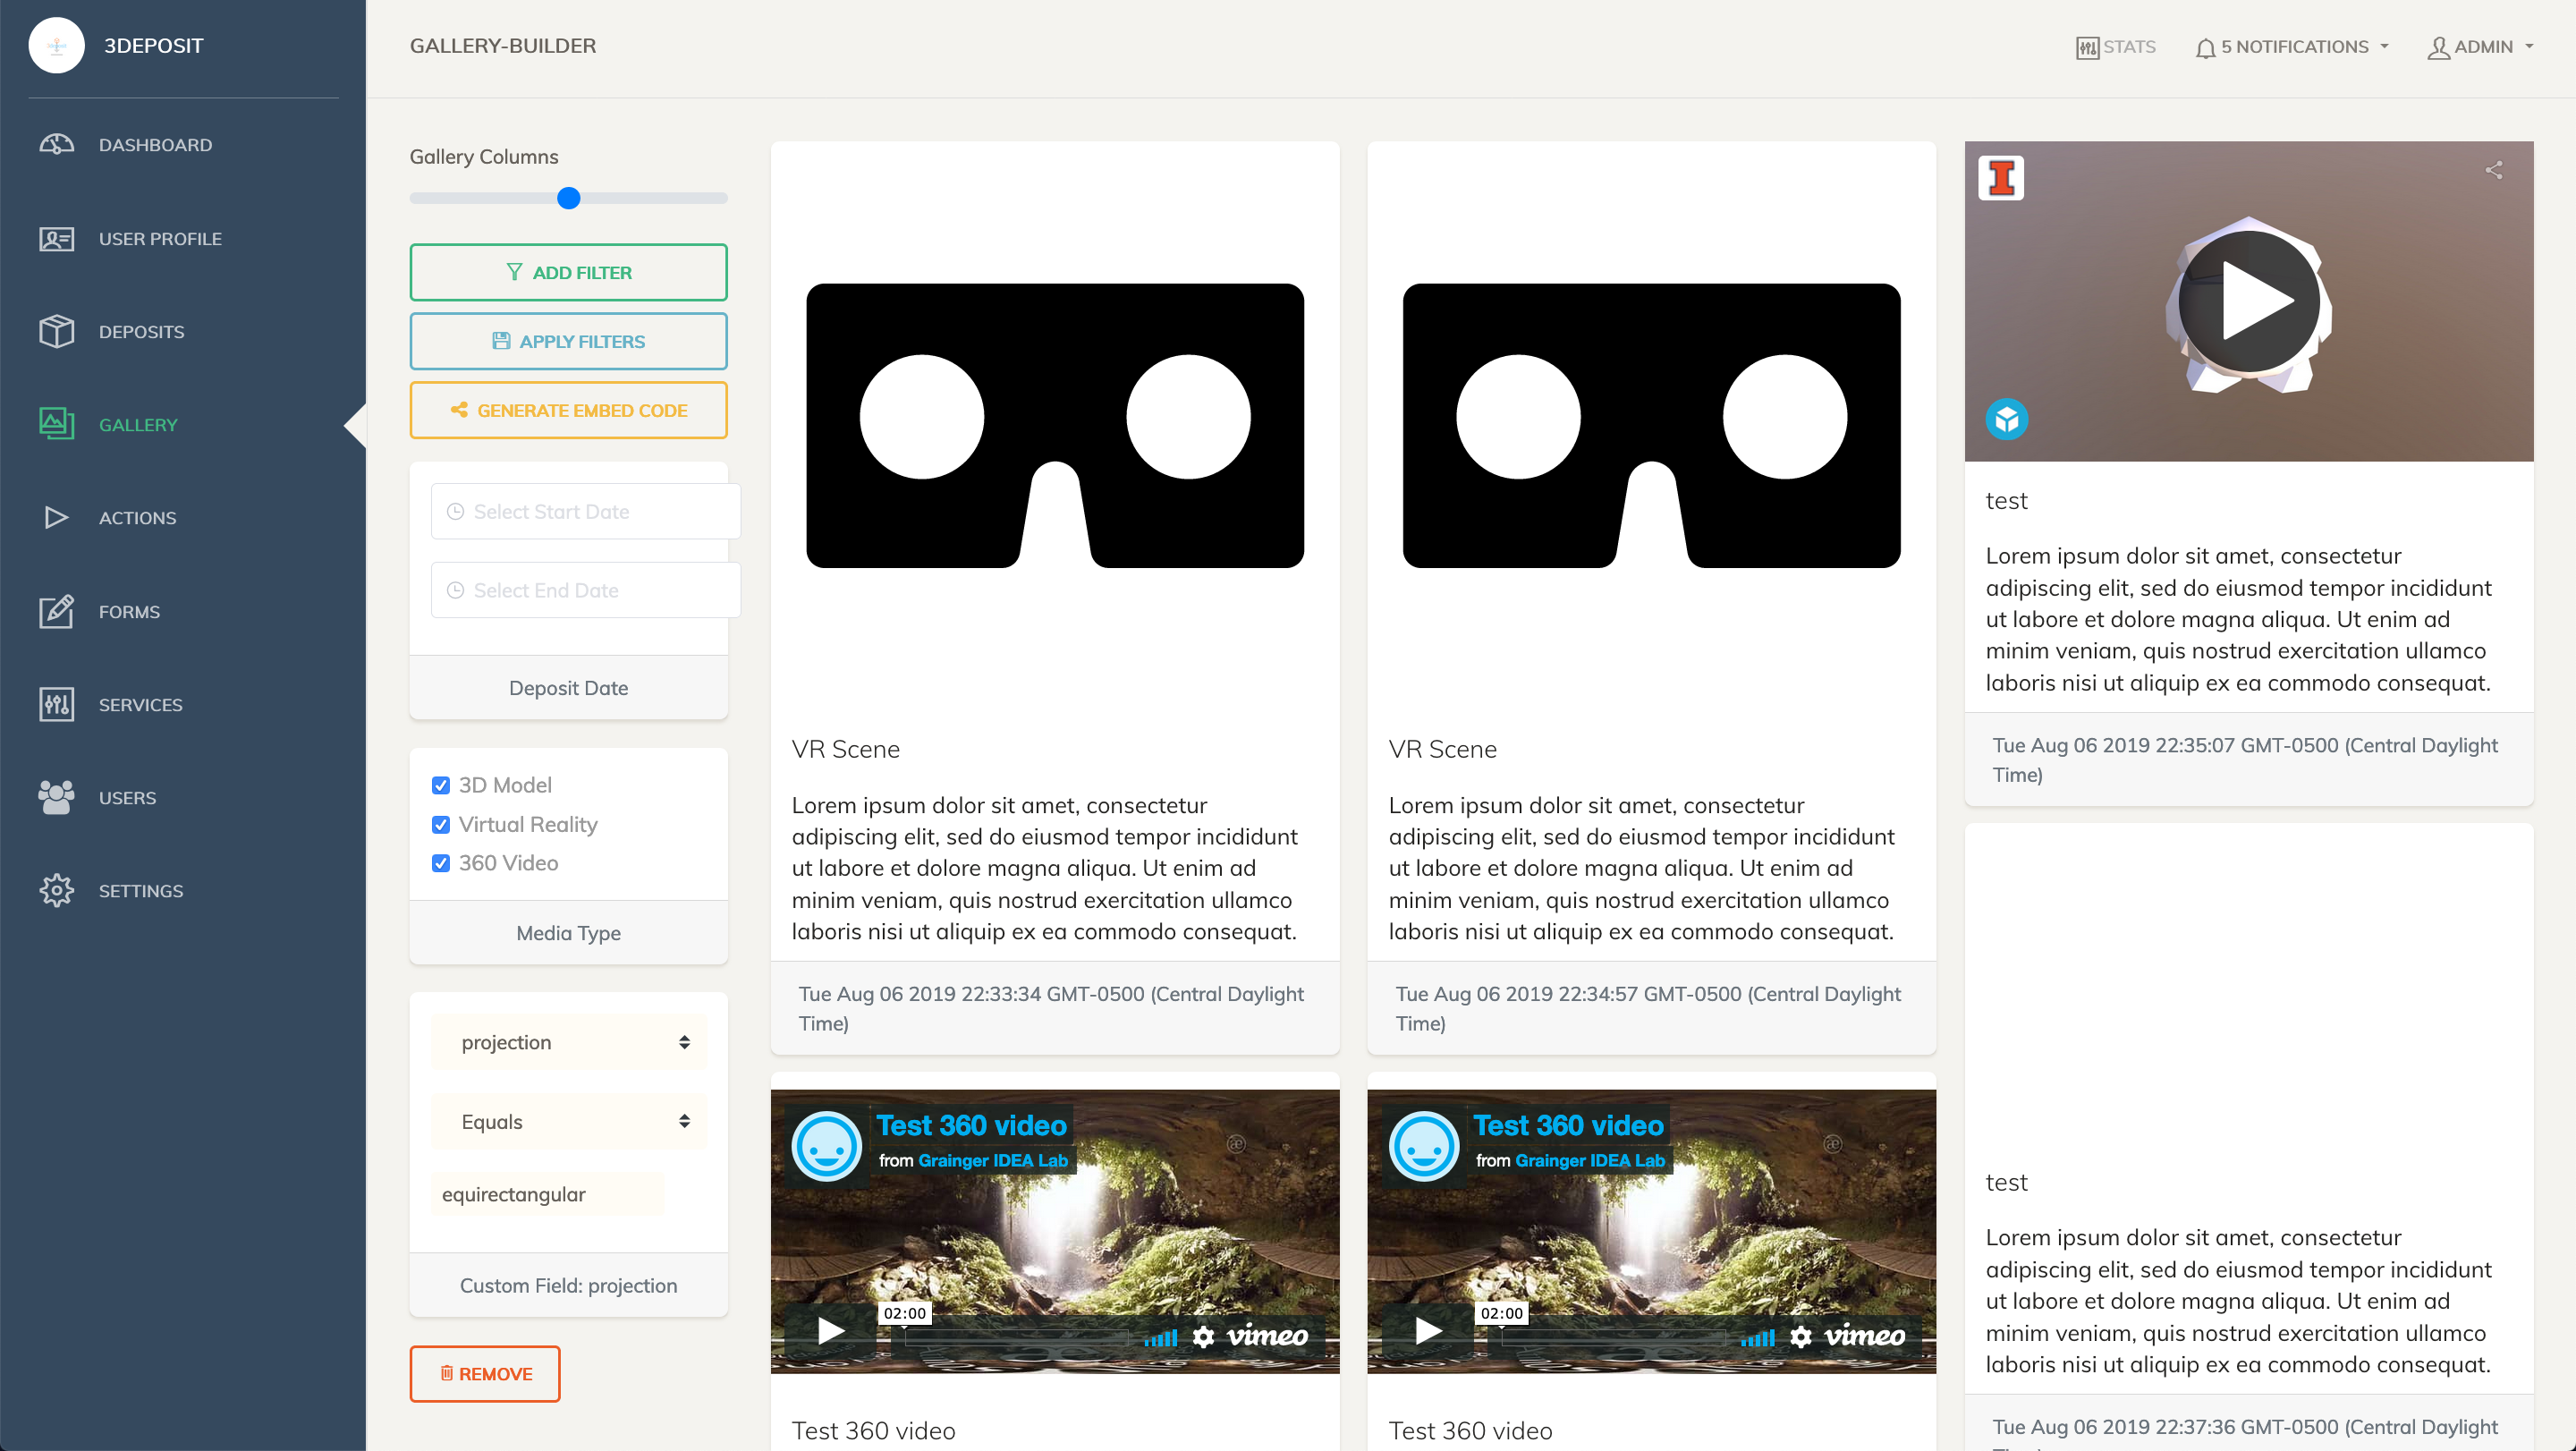 3DEPOSIT
DASHBOARD
USER PROFILE
DEPOSITS
GALLERY
ACTIONS
FORMS
SERVICES
USERS
SETTINGS
GALLERY-BUILDER
STATS
5 NOTIFICATIONS
ADMIN
Gallery Columns
ADD FILTER
APPLY FILTERS
GENERATE EMBED CODE
Select Start Date
Select End Date
Deposit Date
3D Model
Virtual Reality
360 Video
Media Type
projection
Equals
equirectangular
Custom Field: projection
REMOVE
VR Scene
Lorem ipsum dolor sit amet, consectetur
adipiscing elit, sed do eiusmod tempor incididunt
ut labore et dolore magna aliqua. Ut enim ad
minim veniam, quis nostrud exercitation ullamco
laboris nisi ut aliquip ex ea commodo consequat.
Tue Aug 06 2019 22:33:34 GMT-0500 (Central Daylight
Time)
Test 360 video
from Grainger IDEA Lab
02:00
vimeo
Test 360 video
VR Scene
Lorem ipsum dolor sit amet, consectetur
adipiscing elit, sed do eiusmod tempor incididunt
ut labore et dolore magna aliqua. Ut enim ad
minim veniam, quis nostrud exercitation ullamco
laboris nisi ut aliquip ex ea commodo consequat.
Tue Aug 06 2019 22:34:57 GMT-0500 (Central Daylight
Time)
Test 360 video
from Grainger IDEA Lab
02:00
vimeo
Test 360 video
I
test
Lorem ipsum dolor sit amet, consectetur
adipiscing elit, sed do eiusmod tempor incididunt
ut labore et dolore magna aliqua. Ut enim ad
minim veniam, quis nostrud exercitation ullamco
laboris nisi ut aliquip ex ea commodo consequat.
Tue Aug 06 2019 22:35:07 GMT-0500 (Central Daylight
Time)
test
Lorem ipsum dolor sit amet, consectetur
adipiscing elit, sed do eiusmod tempor incididunt
ut labore et dolore magna aliqua. Ut enim ad
minim veniam, quis nostrud exercitation ullamco
laboris nisi ut aliquip ex ea commodo consequat.
Tue Aug 06 2019 22:37:36 GMT-0500 (Central Daylight